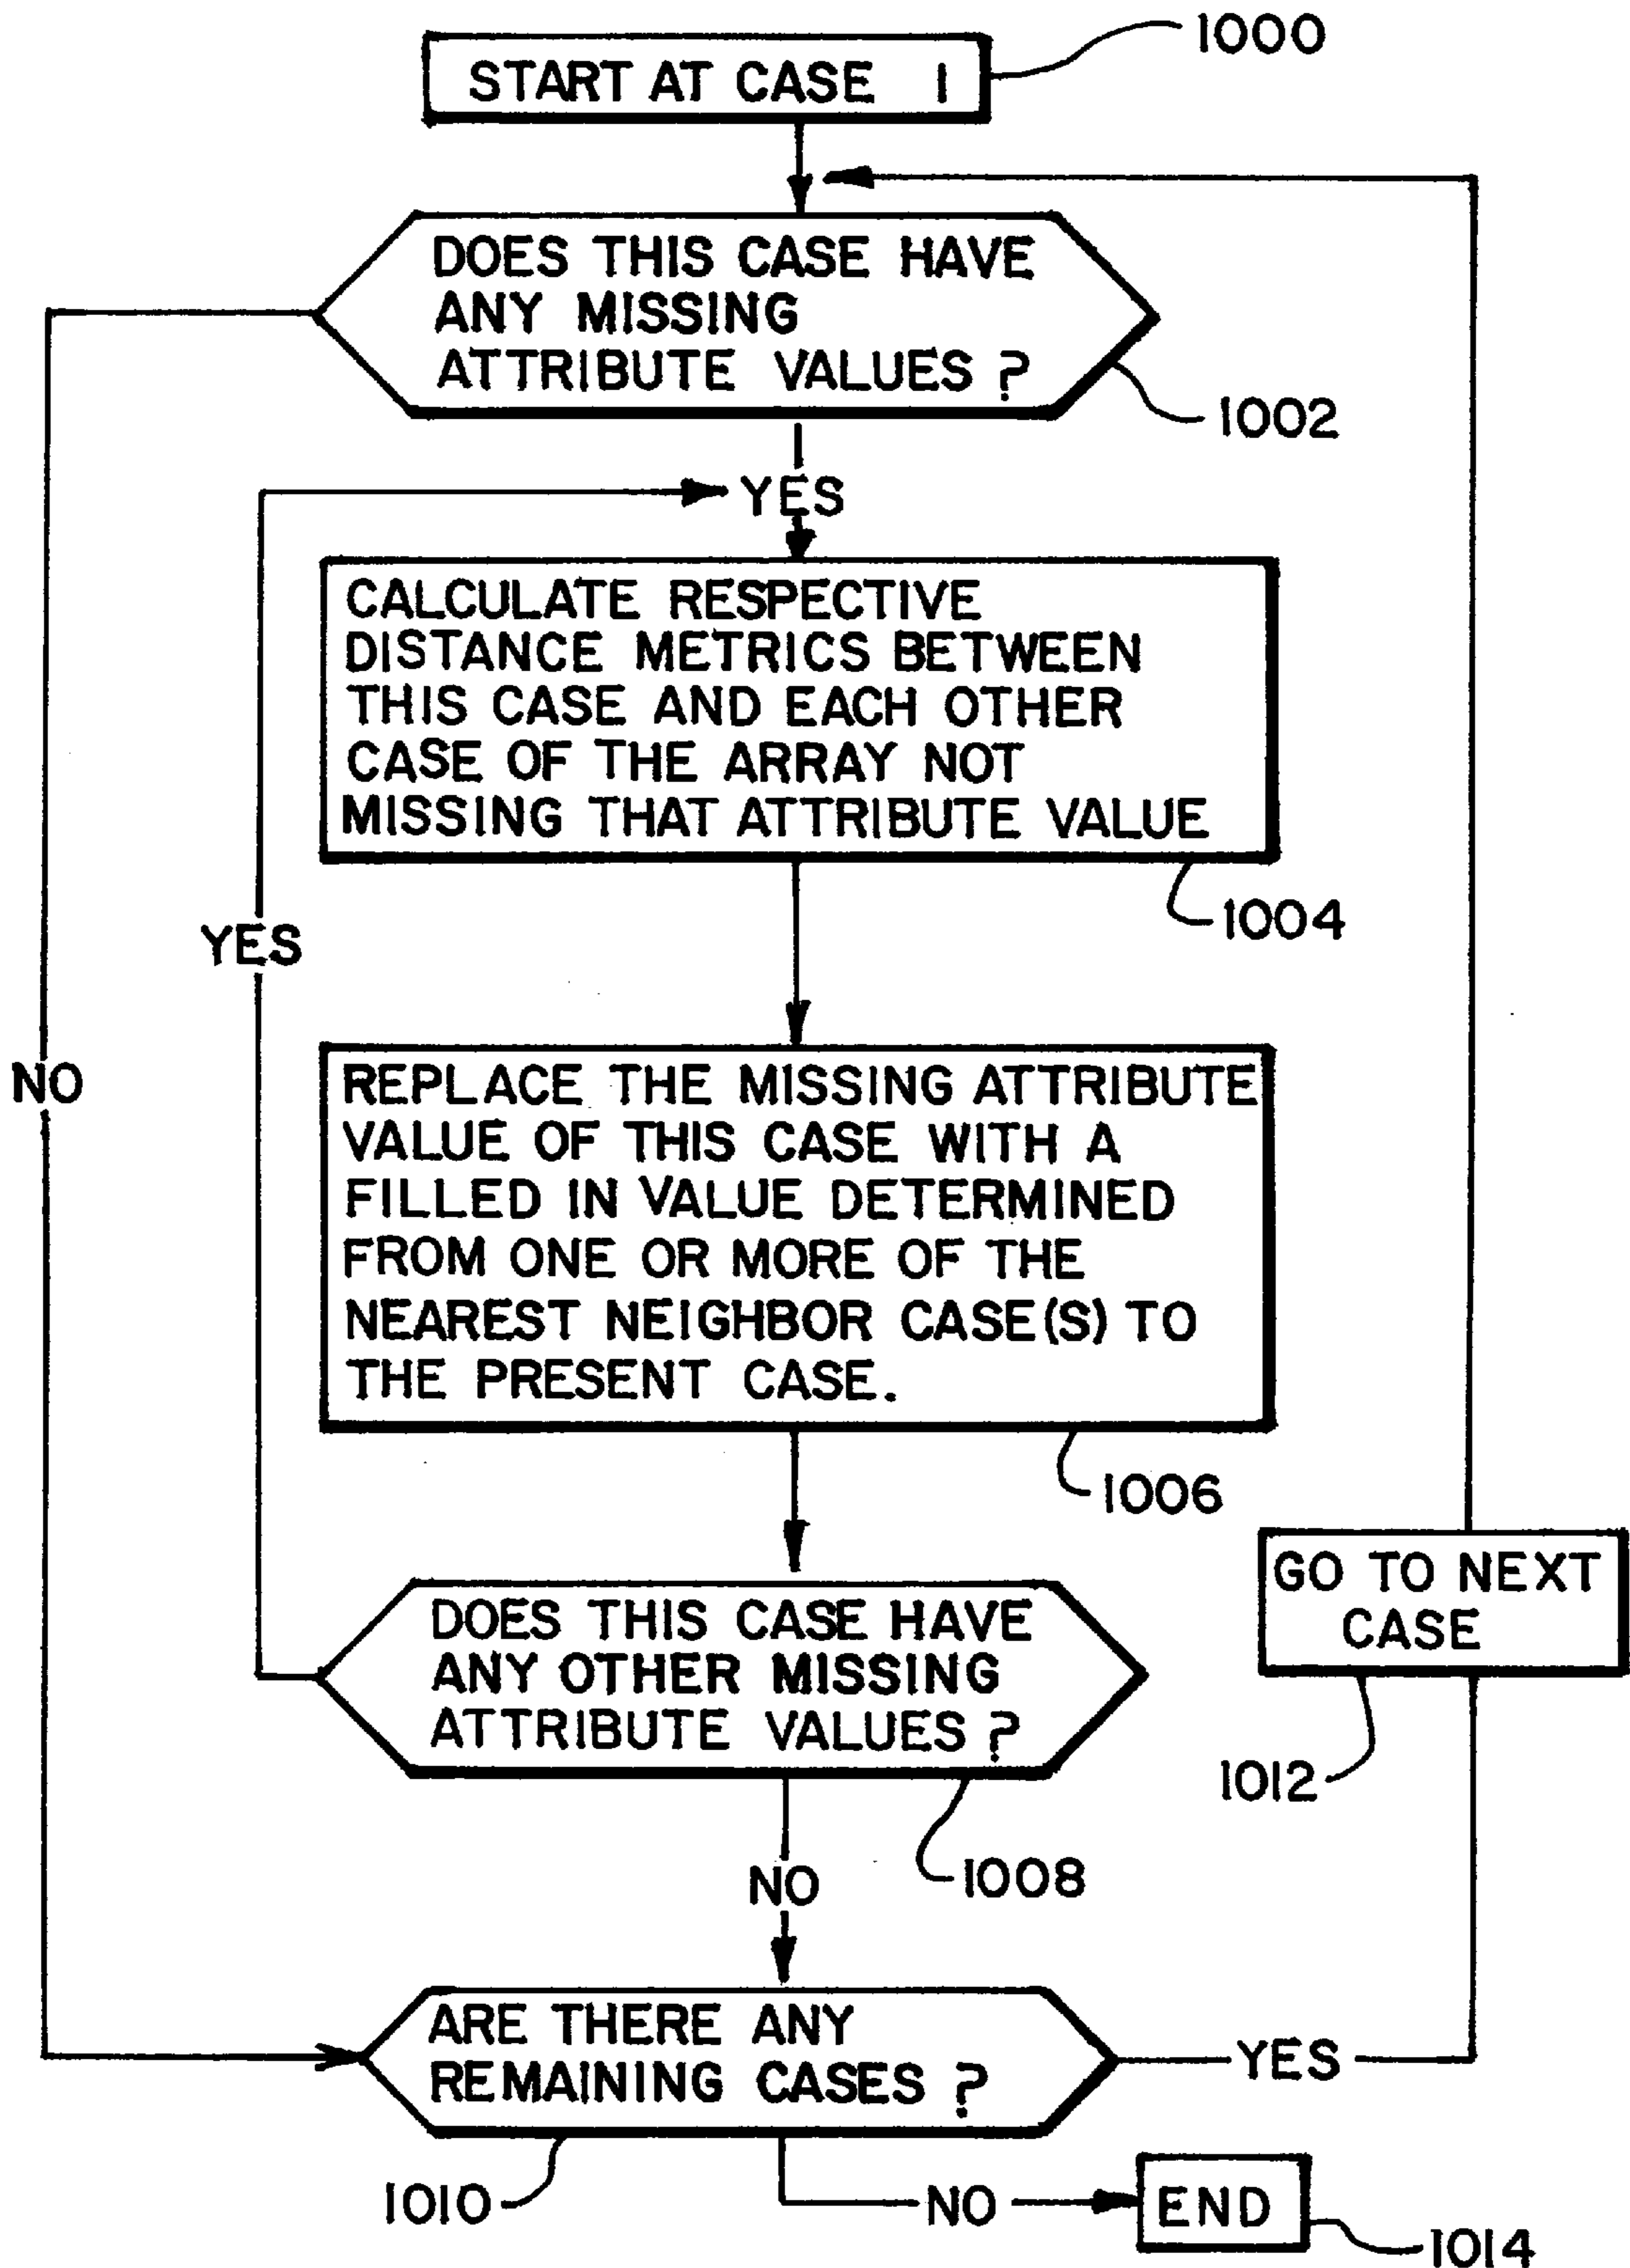 1000
START AT CASE 1
DOES THIS CASE HAVE
ANY MISSING
ATTRIBUTE VALUES ?
1002
YES
CALCULATE RESPECTIVE
DISTANCE METRICS BETWEEN
THIS CASE AND EACH OTHER
CASE OF THE ARRAY NOT
MISSING THAT ATTRIBUTE VALUE
1004
YES
NO
REPLACE THE MISSING ATTRIBUTE
VALUE OF THIS CASE WITH A
FILLED IN VALUE DETERMINED
FROM ONE OR MORE OF THE
NEAREST NEIGHBOR CASE(S) TO
THE PRESENT CASE.
1006
GO TO NEXT
CASE
1012
DOES THIS CASE HAVE
ANY OTHER MISSING
ATTRIBUTE VALUES ?
1008
NO
ARE THERE ANY
REMAINING CASES ?
YES
1010
NO
END
1014